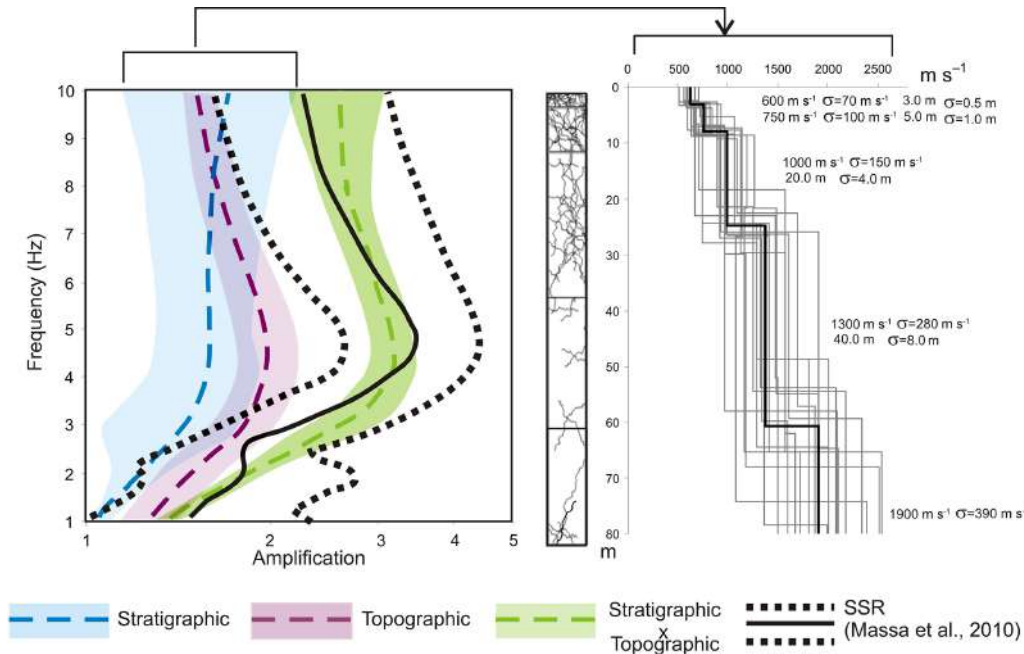 0 500 1000 1500 2000 2500 m s⁻¹
10
9
8
7
6
5
4
3
2
1
Frequency (Hz)
1 2 3 4 5
Amplification
0
10
20
30
40
50
60
70
80
m
600 m s⁻¹ σ=70 m s⁻¹ 3.0 m σ=0.5 m
750 m s⁻¹ σ=100 m s⁻¹ 5.0 m σ=1.0 m
1000 m s⁻¹ σ=150 m s⁻¹
20.0 m σ=4.0 m
1300 m s⁻¹ σ=280 m s⁻¹
40.0 m σ=8.0 m
1900 m s⁻¹ σ=390 m s
Stratigraphic
Topographic
Stratigraphic
x
Topographic
SSR
(Massa et al., 2010)